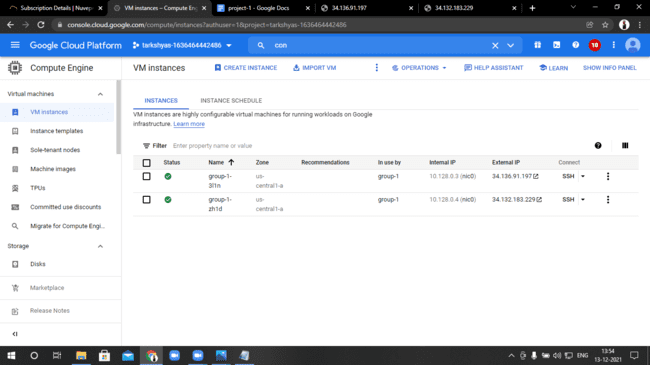 Subscription Details | Nuvep
VM instances – Compute Engin
project-1 - Google Docs
34.136.91.197
34.132.183.229
console.cloud.google.com/compute/instances?authuser=1&project=tarkshyas-1636464442486
Google Cloud Platform
tarkshyas-1636464442486
con
10
Compute Engine
VM instances
CREATE INSTANCE
IMPORT VM
OPERATIONS
HELP ASSISTANT
LEARN
SHOW INFO PANEL
Virtual machines
VM instances
Instance templates
Sole-tenant nodes
Machine images
TPUs
Committed use discounts
Migrate for Compute Engi...
Storage
Disks
Marketplace
Release Notes
INSTANCES
INSTANCE SCHEDULE
VM instances are highly configurable virtual machines for running workloads on Google
infrastructure. Learn more
Filter Enter property name or value
Status Name Zone Recommendations In use by Internal IP External IP Connect
group-1- us- group-1 10.128.0.3 (nic0) 34.136.91.197 SSH
3l1n central1-a
group-1- us- group-1 10.128.0.4 (nic0) 34.132.183.229 SSH
zh1d central1-a
ENG
13:54
13-12-2021